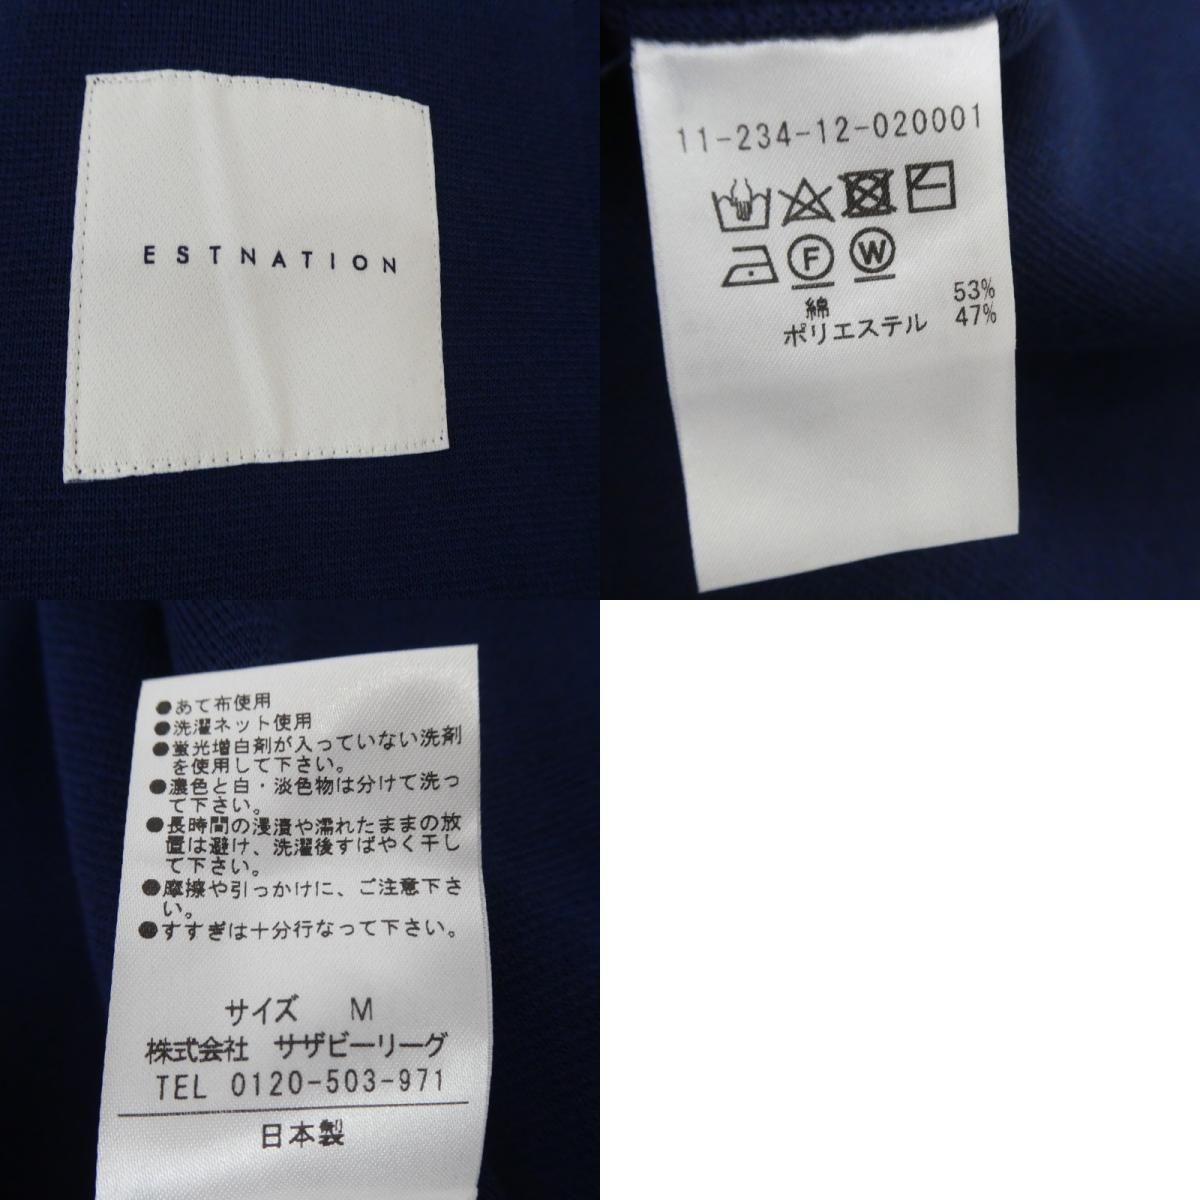 ESTNATION
11-234-12-020001
F W
綿 53%
ポリエステル 47%
●あて布使用
●洗濯ネット使用
●蛍光増白剤が入っていない洗剤
を使用して下さい。
●濃色と白・淡色物は分けて洗っ
て下さい。
●長時間の浸漬や濡れたままの放
置は避け、洗濯後すばやく干し
て下さい。
●摩擦や引っかけに、ご注意下さ
い。
●すすぎは十分行なって下さい。
サイズ M
株式会社 サザビーリーグ
TEL 0120-503-971
日本製